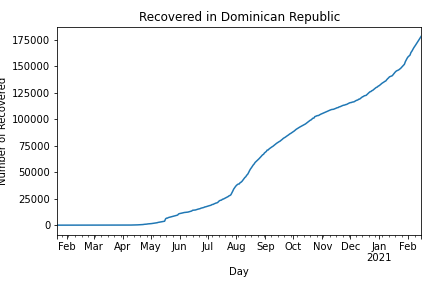 Recovered in Dominican Republic
175000
150000
125000
100000
75000
50000
25000
0
Number of Recovered
Feb Mar Apr May Jun Jul Aug Sep Oct Nov Dec Jan Feb
2021
Day